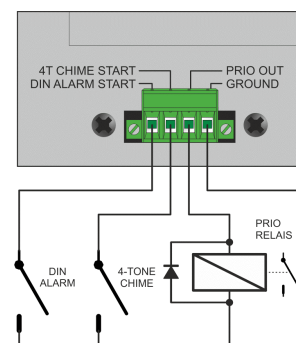 4T CHIME START
PRIO OUT
DIN ALARM START
GROUND
PRIO
RELAIS
DIN
ALARM
4-TONE
CHIME